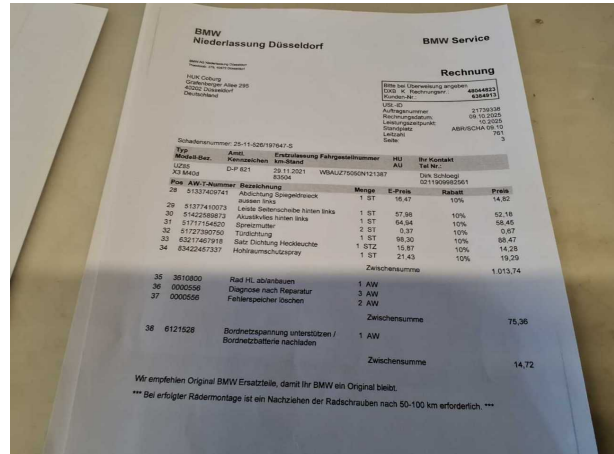 BMW
Niederlassung Düsseldorf
BMW Service
Rechnung
HUK Coburg
Grafenberger Allee 295
40202 Düsseldorf
Deutschland
Bitte bei Überweisung angeben
DXS K Rechnungsnr.: 48044823
Kunden-Nr.: 6384913
USt.-ID
Auftragsnummer 21739338
Rechnungsdatum: 09.10.2025
Leistungszeitpunkt: 10.2025
Standplatz ABR/SCHA 09.10
Leitzahl 761
Seite: 3
Schadensnummer: 25-11-526/197647-S
Typ Amtl. Erstzulassung Fahrgestellnummer HU Ihr Kontakt
Modell-Bez. Kennzeichen km-Stand AU Tel Nr.:
UZ85 D-P 821 29.11.2021 WBAUZ75050N121387 Dirk Schloegl
X3 M40d 83504 0211909982561
Pos AW-T-Nummer Bezeichnung Menge E-Preis Rabatt Preis
28 51337409741 Abdichtung Spiegeldreieck 1 ST 16,47 10% 14,82
aussen links
29 51377410073 Leiste Seitenscheibe hinten links 1 ST 57,98 10% 52,18
30 51422589873 Akustikvlies hinten links 1 ST 64,94 10% 58,45
31 51717154520 Spreizmutter 2 ST 0,37 10% 0,67
32 51727390750 Türdichtung 1 ST 98,30 10% 88,47
33 63217467918 Satz Dichtung Heckleuchte 1 STZ 15,87 10% 14,28
34 83422457337 Hohlraumschutzspray 1 ST 21,43 10% 19,29
Zwischensumme 1.013,74
35 3610800 Rad HL ab/anbauen 1 AW
36 0000556 Diagnose nach Reparatur 3 AW
37 0000556 Fehlerspeicher löschen 2 AW
Zwischensumme 75,36
38 6121528 Bordnetzspannung unterstützen / 1 AW
Bordnetzbatterie nachladen
Zwischensumme 14,72
Wir empfehlen Original BMW Ersatzteile, damit Ihr BMW ein Original bleibt.
*** Bei erfolgter Rädermontage ist ein Nachziehen der Radschrauben nach 50-100 km erforderlich. ***